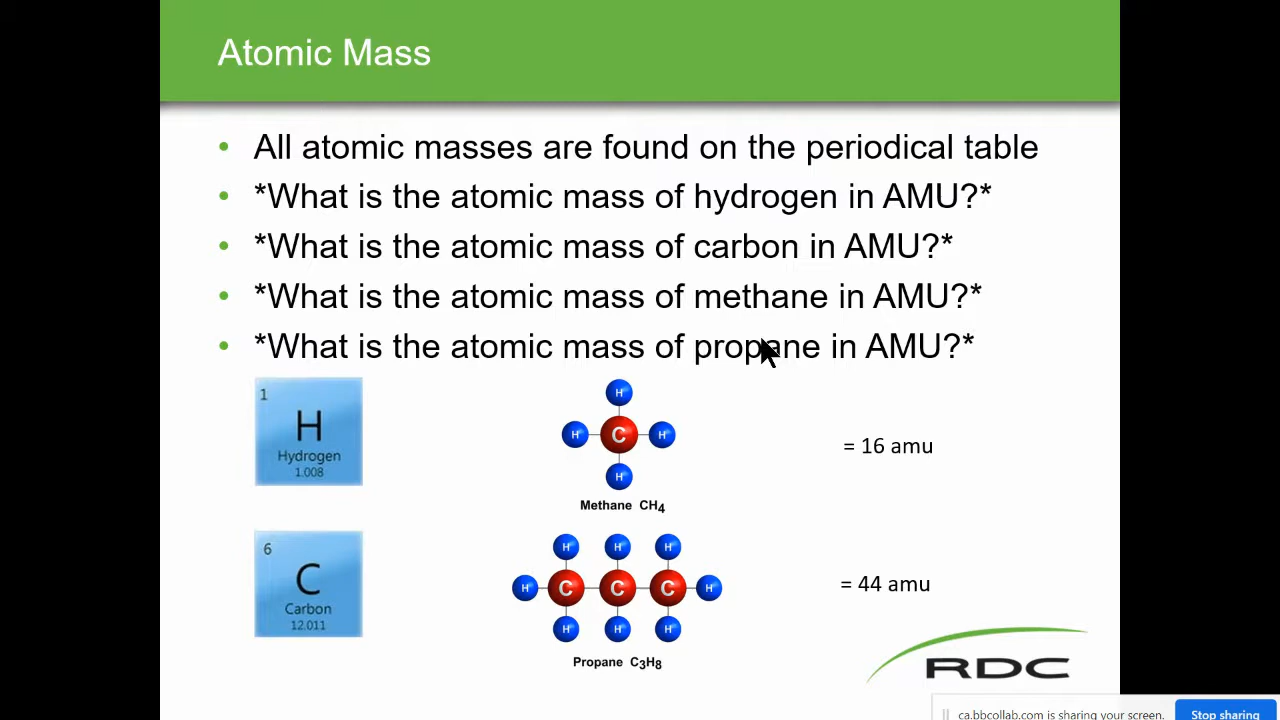 Atomic Mass
• All atomic masses are found on the periodical table
• *What is the atomic mass of hydrogen in AMU?*
• *What is the atomic mass of carbon in AMU?*
• *What is the atomic mass of methane in AMU?*
• *What is the atomic mass of propane in AMU?*
1
H
Hydrogen
1.008
H
H C H
H
Methane CH4
= 16 amu
6
C
Carbon
12.011
H H H
H C C C H
H H H
Propane C3H8
= 44 amu
RDC
ca.bbcollab.com is sharing your screen.
Stop sharing